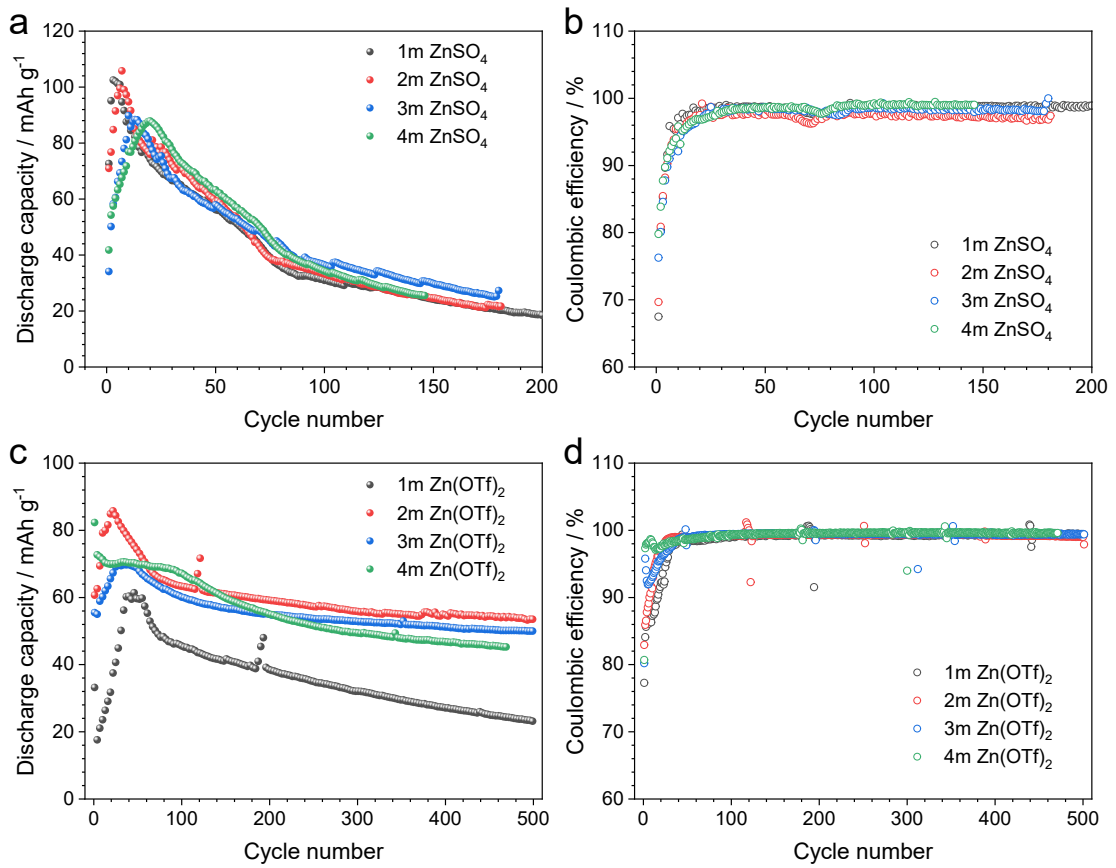 a
120
100
80
60
40
20
0
Discharge capacity / mAh g⁻¹
1m ZnSO₄
2m ZnSO₄
3m ZnSO₄
4m ZnSO₄
0 50 100 150 200
Cycle number
b
110
100
90
80
70
60
Coulombic efficiency / %
1m ZnSO₄
2m ZnSO₄
3m ZnSO₄
4m ZnSO₄
0 50 100 150 200
Cycle number
c
100
80
60
40
20
0
Discharge capacity / mAh g⁻¹
1m Zn(OTf)₂
2m Zn(OTf)₂
3m Zn(OTf)₂
4m Zn(OTf)₂
0 100 200 300 400 500
Cycle number
d
110
100
90
80
70
60
Coulombic efficiency / %
1m Zn(OTf)₂
2m Zn(OTf)₂
3m Zn(OTf)₂
4m Zn(OTf)₂
0 100 200 300 400 500
Cycle number